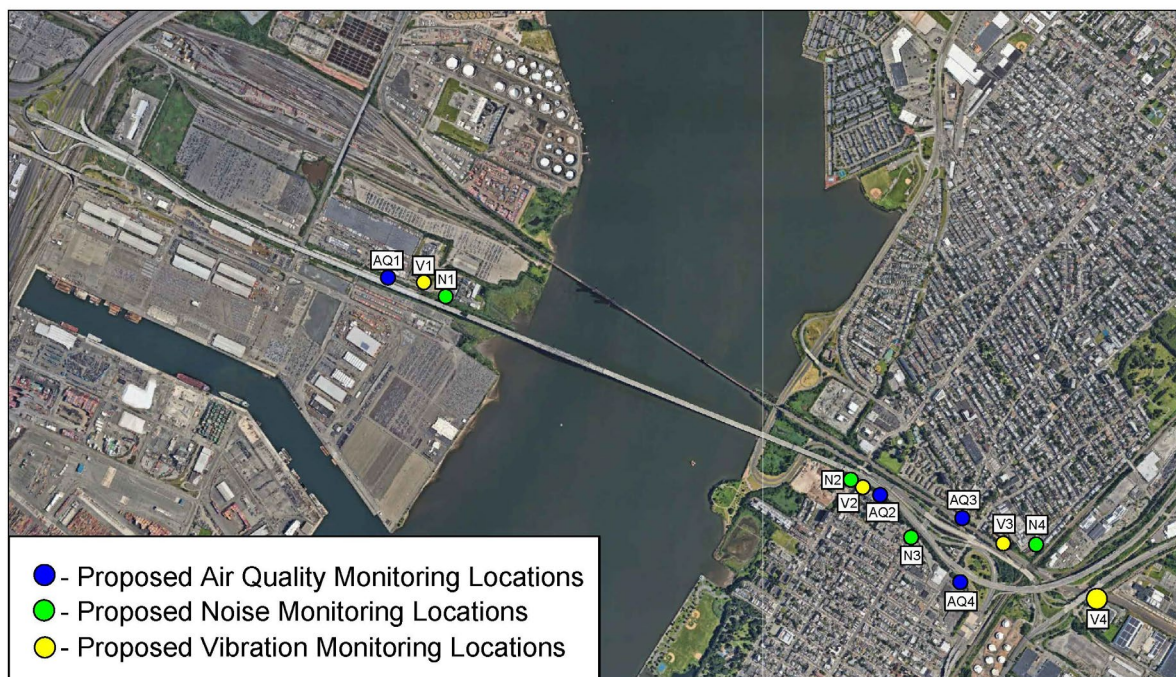 AQ1
V1
N1
N2
V2
AQ2
AQ3
V3
N4
N3
AQ4
V4
- Proposed Air Quality Monitoring Locations
- Proposed Noise Monitoring Locations
- Proposed Vibration Monitoring Locations